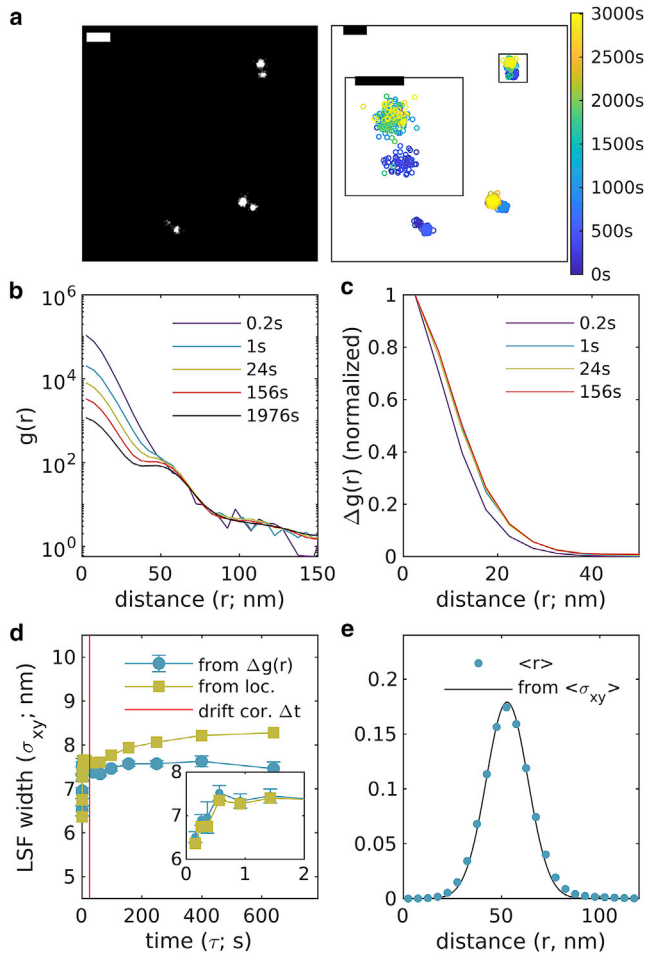 a
3000s
2500s
2000s
1500s
1000s
500s
0s
b
g(r)
10^6
10^4
10^2
10^0
0.2s
1s
24s
156s
1976s
0 50 100 150
distance (r; nm)
c
Δg(r) (normalized)
1
0.8
0.6
0.4
0.2
0
0.2s
1s
24s
156s
0 20 40
distance (r, nm)
d
LSF width (σxy; nm)
10
9
8
7
6
5
from Δg(r)
from loc.
drift cor. Δt
8
7
6
0 1 2
0 200 400 600
time (τ; s)
e
0.2
0.15
0.1
0.05
0
<r>
from <σxy>
0 50 100
distance (r, nm)